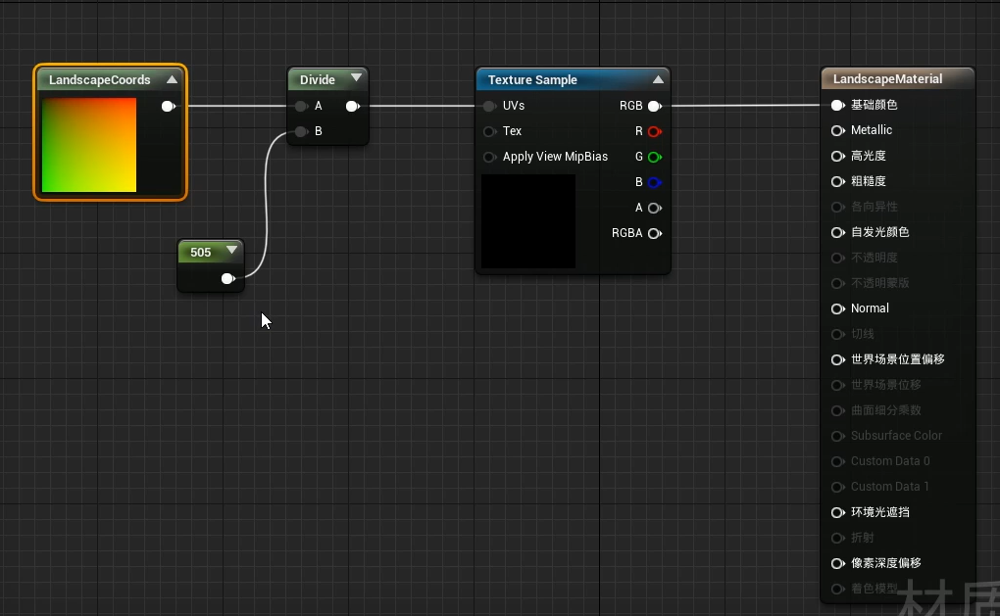 LandscapeCoords
Divide
A
B
505
Texture Sample
UVs
RGB
Tex
R
Apply View MipBias
G
B
A
RGBA
LandscapeMaterial
基础颜色
Metallic
高光度
粗糙度
各向异性
自发光颜色
不透明度
不透明蒙版
Normal
切线
世界场景位置偏移
世界场景位移
曲面细分乘数
Subsurface Color
Custom Data 0
Custom Data 1
环境光遮挡
折射
像素深度偏移
着色模型
材质